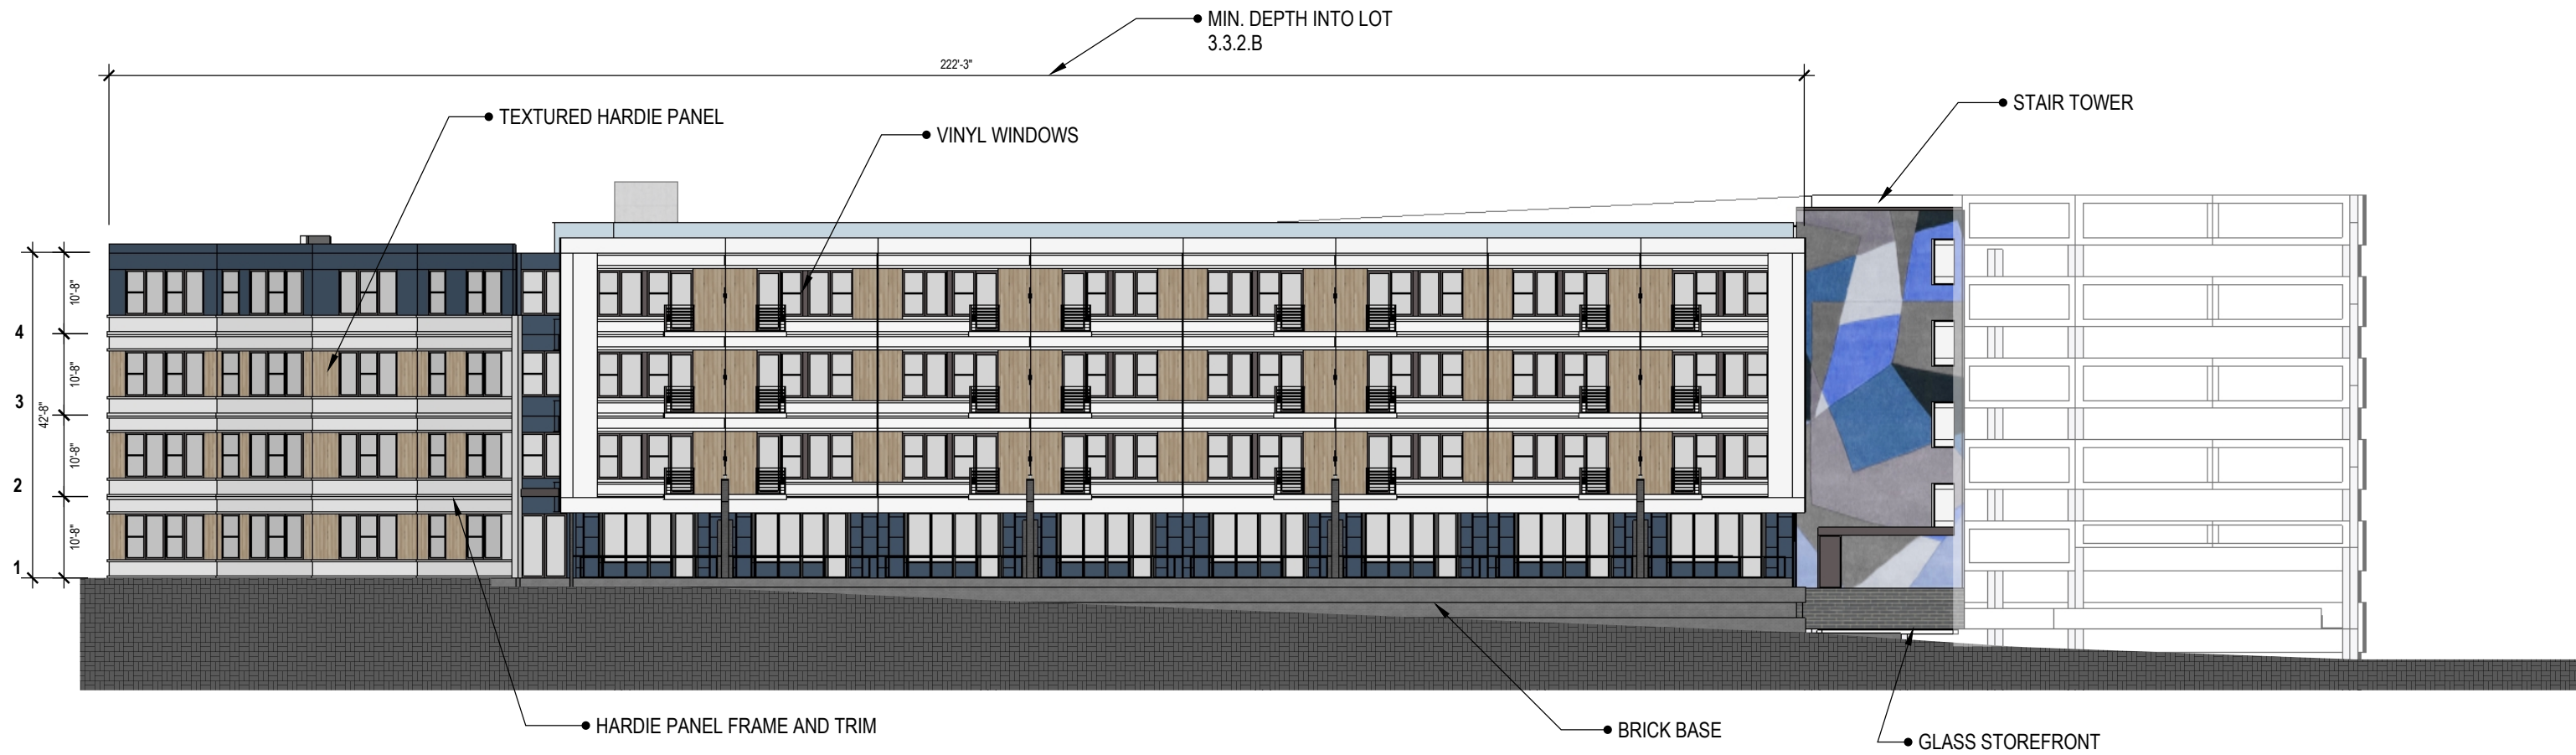 MIN. DEPTH INTO LOT
3.3.2.B
222'-3"
TEXTURED HARDIE PANEL
VINYL WINDOWS
STAIR TOWER
10'-8"
4
10'-8"
3
42'-8"
10'-8"
2
10'-8"
1
HARDIE PANEL FRAME AND TRIM
BRICK BASE
GLASS STOREFRONT